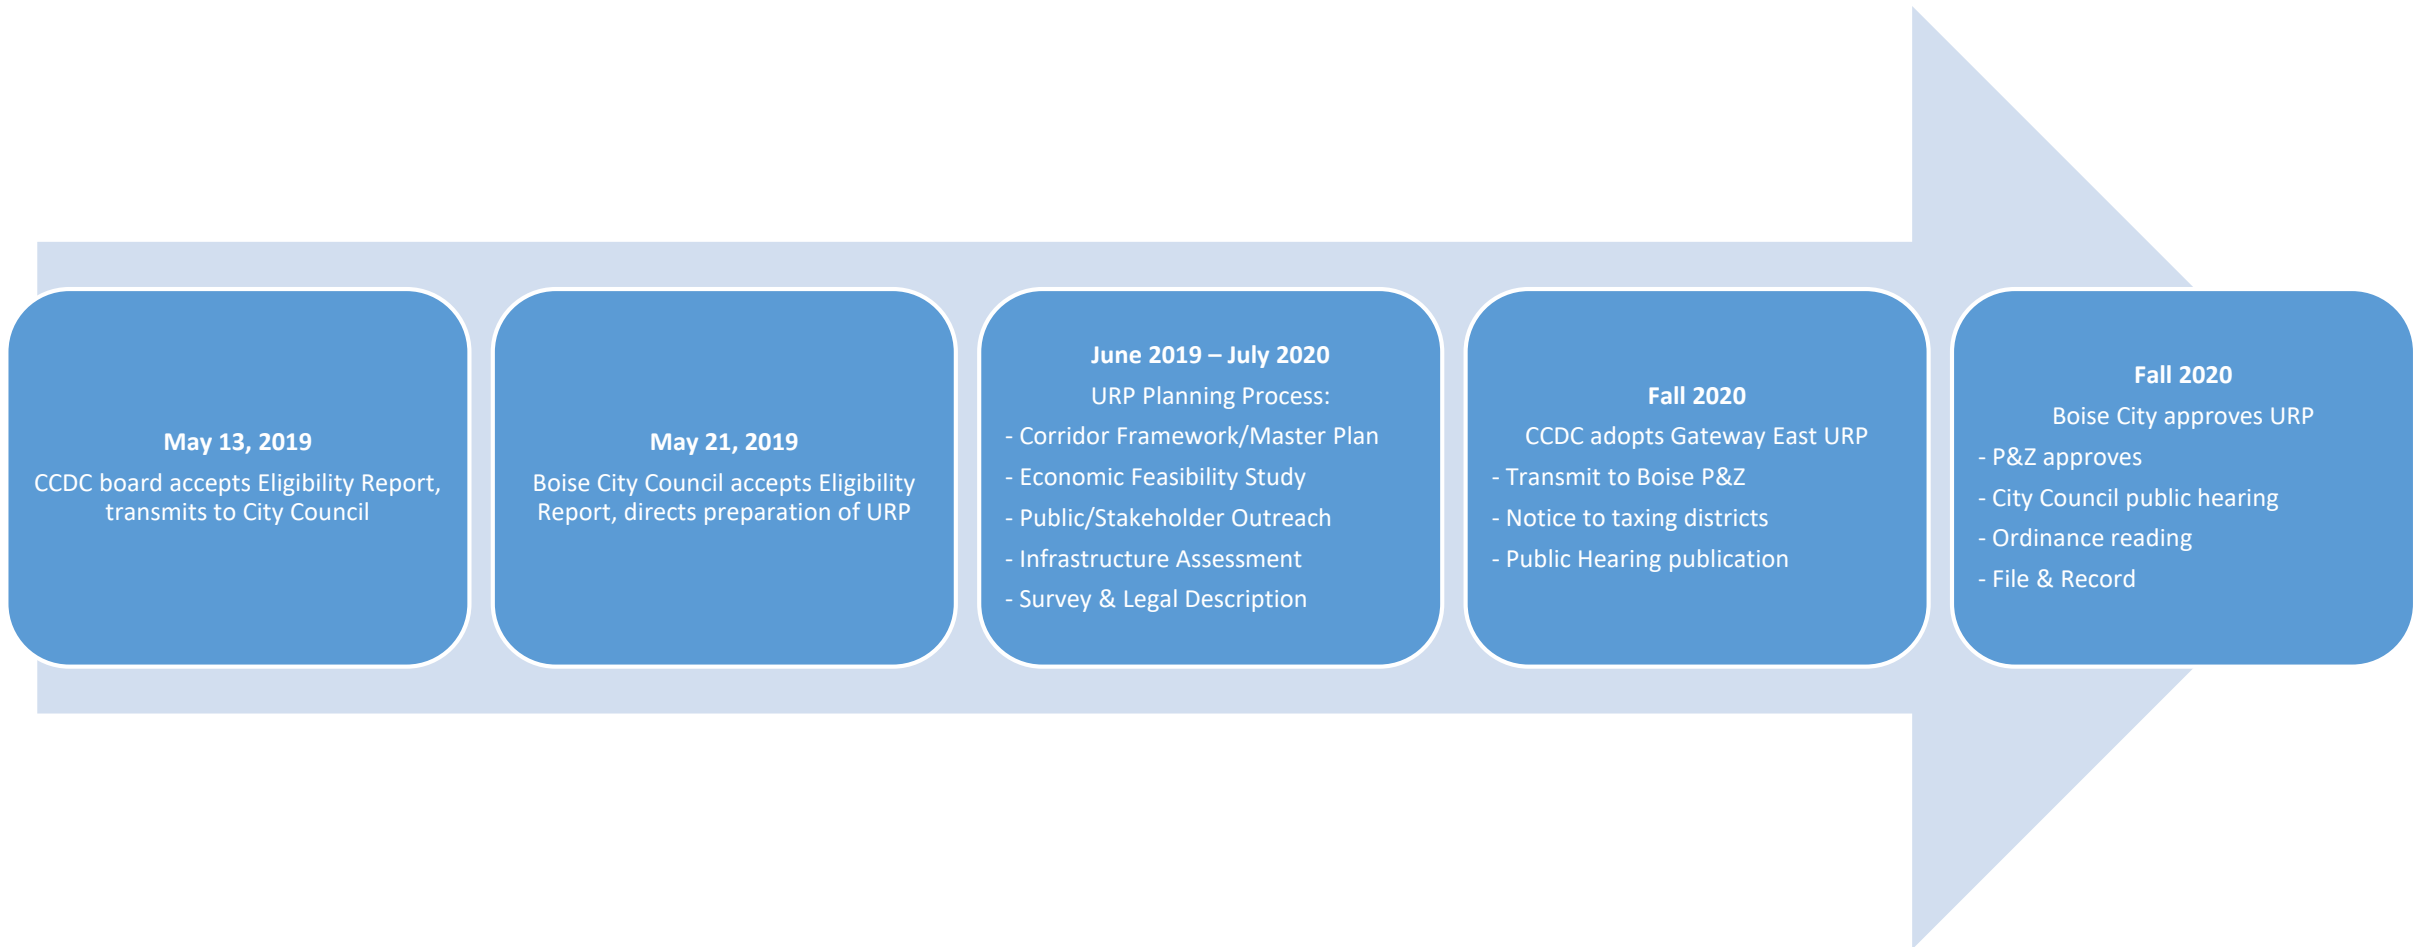 May 13, 2019
CCDC board accepts Eligibility Report,
transmits to City Council
May 21, 2019
Boise City Council accepts Eligibility
Report, directs preparation of URP
June 2019 – July 2020
URP Planning Process:
- Corridor Framework/Master Plan
- Economic Feasibility Study
- Public/Stakeholder Outreach
- Infrastructure Assessment
- Survey & Legal Description
Fall 2020
CCDC adopts Gateway East URP
- Transmit to Boise P&Z
- Notice to taxing districts
- Public Hearing publication
Fall 2020
Boise City approves URP
- P&Z approves
- City Council public hearing
- Ordinance reading
- File & Record